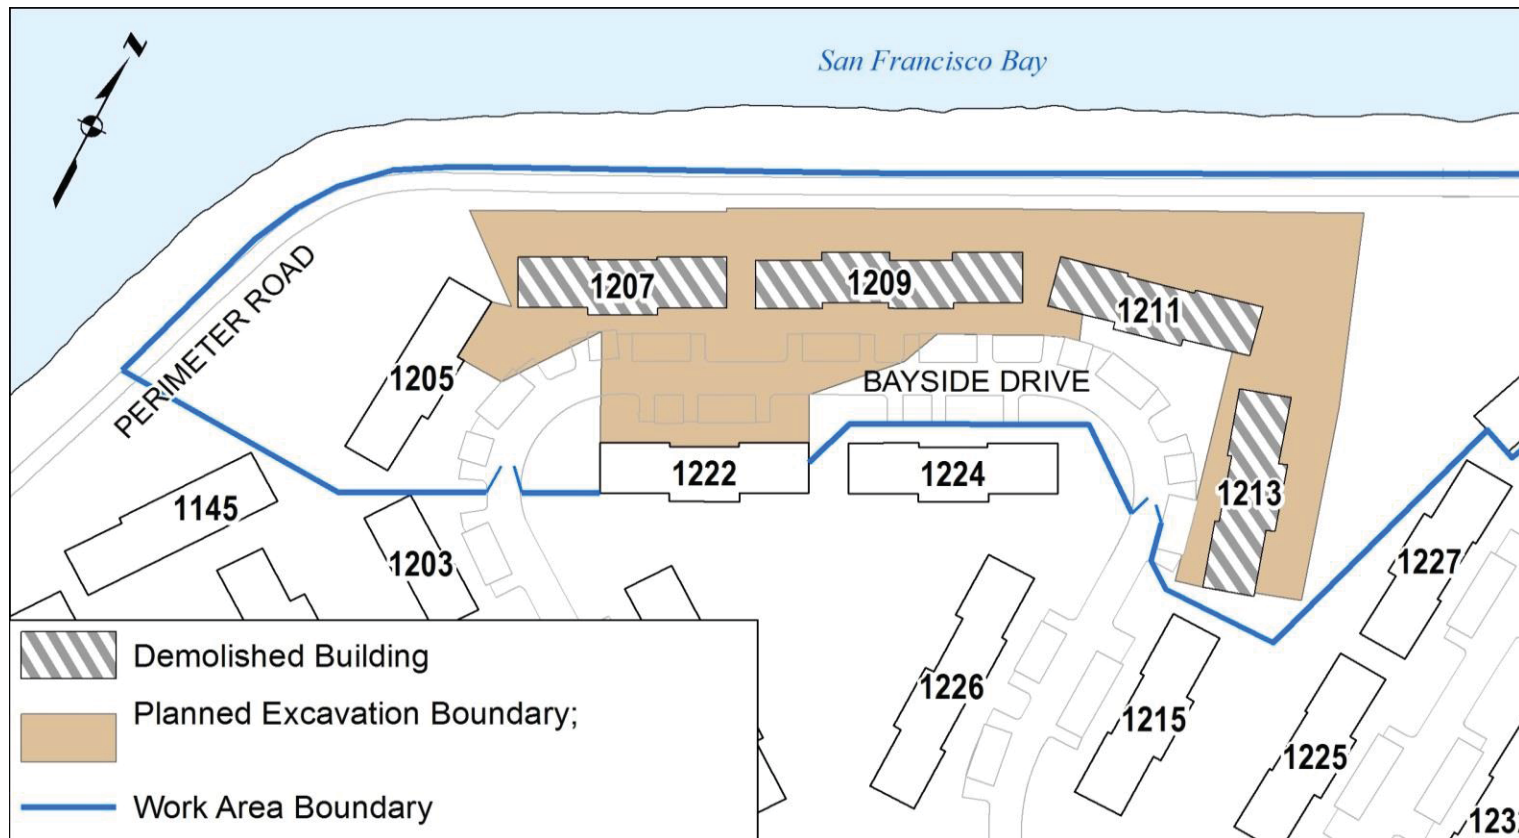 N
San Francisco Bay
PERIMETER ROAD
1207
1209
1211
1205
BAYSIDE DRIVE
1222
1224
1213
1145
1203
1227
1226
1215
1225
Demolished Building
Planned Excavation Boundary;
Work Area Boundary